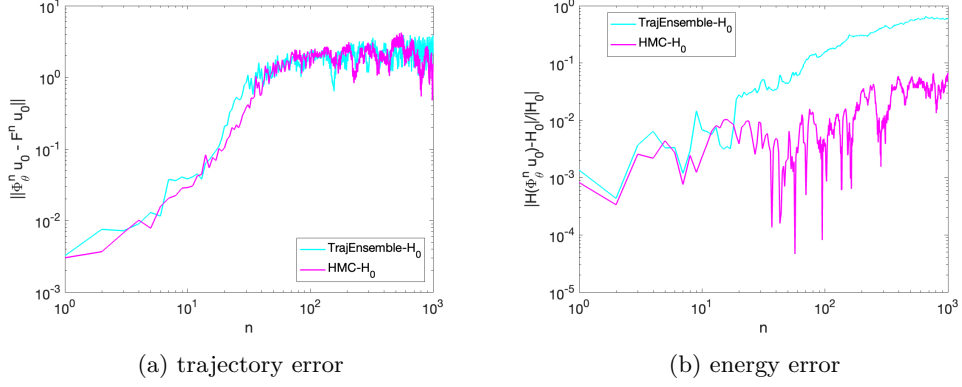 10^1
10^0
10^-1
10^-2
10^-3
||Φ_θ^n u_0 - F^n u_0||
TrajEnsemble-H_0
HMC-H_0
10^0 10^1 10^2 10^3
n
(a) trajectory error
10^0
10^-1
10^-2
10^-3
10^-4
10^-5
|H(Φ_θ^n u_0)-H_0|/|H_0|
TrajEnsemble-H_0
HMC-H_0
10^0 10^1 10^2 10^3
n
(b) energy error